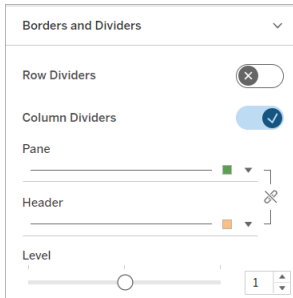 Borders and Dividers
Row Dividers
Column Dividers
Pane
Header
Level
1